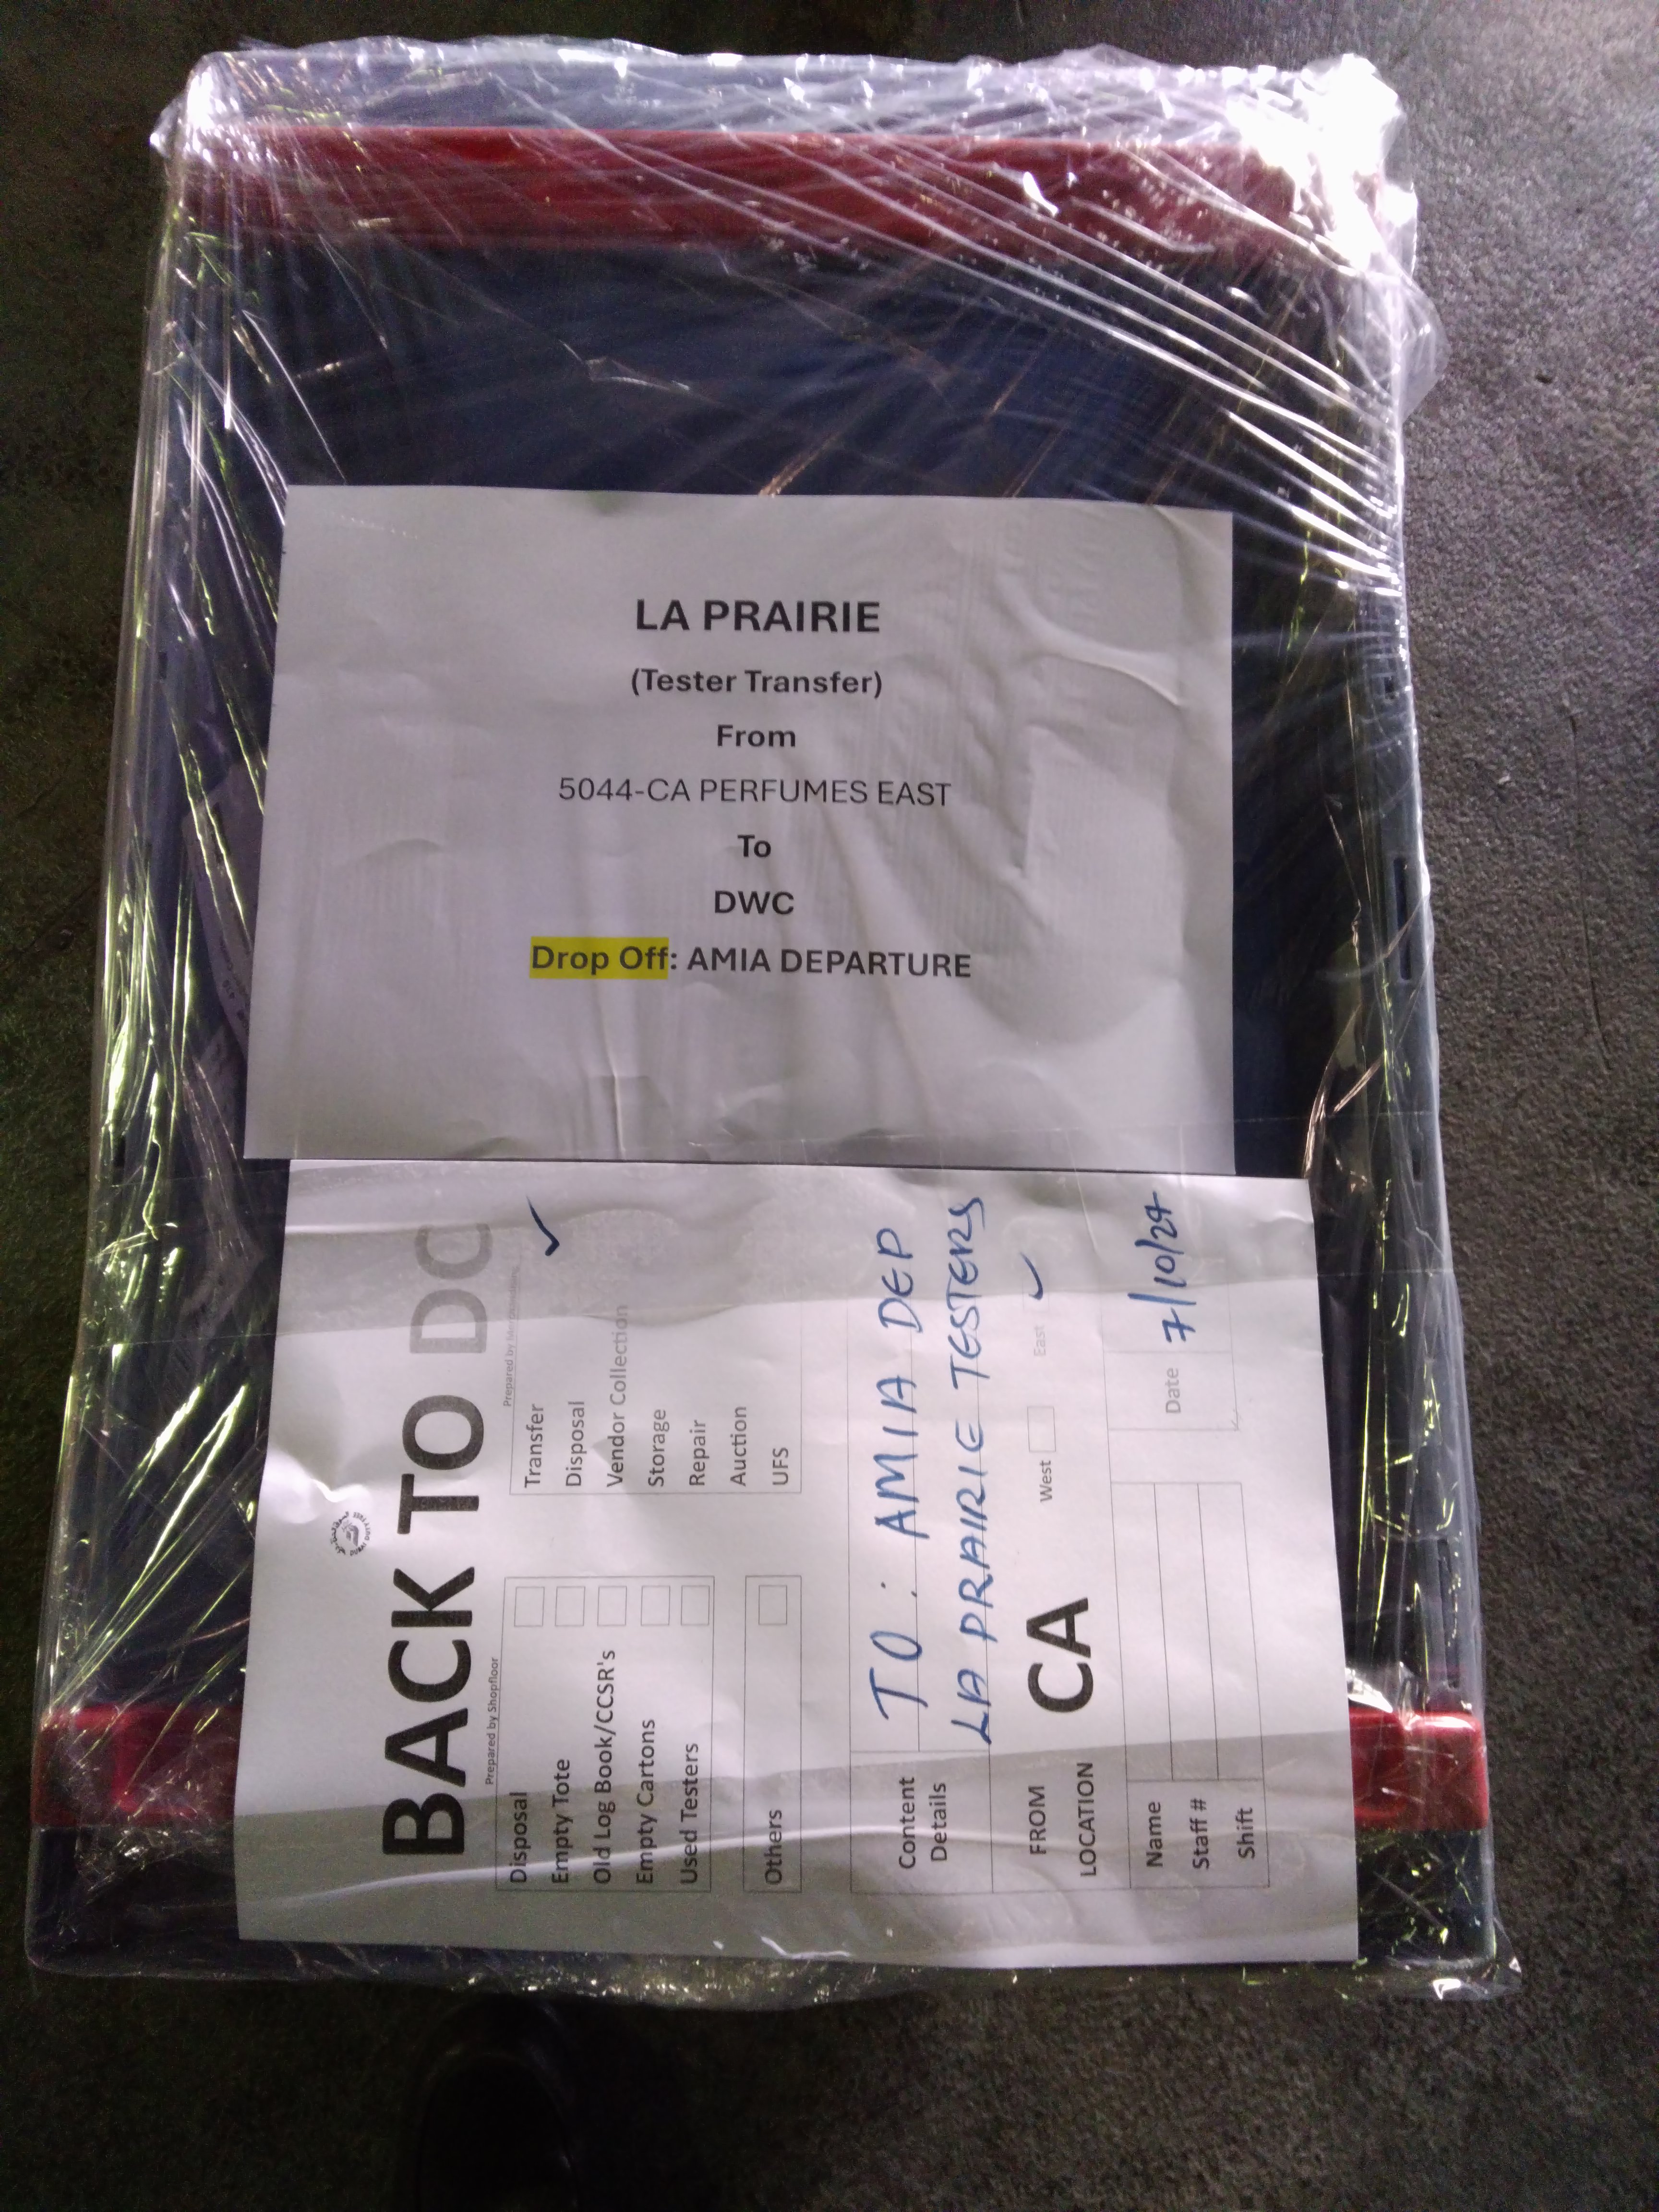 LA PRAIRIE
(Tester Transfer)
From
5044-CA PERFUMES EAST
To
DWC
Drop Off: AMIA DEPARTURE
BACK TO DC
Prepared by Shopfloor
Disposal
Empty Tote
Old Log Book/CCSR's
Empty Cartons
Used Testers
Others
Prepared by
Transfer ✓
Disposal
Vendor Collection
Storage
Repair
Auction
UFS
Content Details
TO : AMIA DEP
LA PRAIRIE TESTERS
FROM LOCATION
CA
West
East ✓
Name
Staff #
Shift
Date 7/10/24